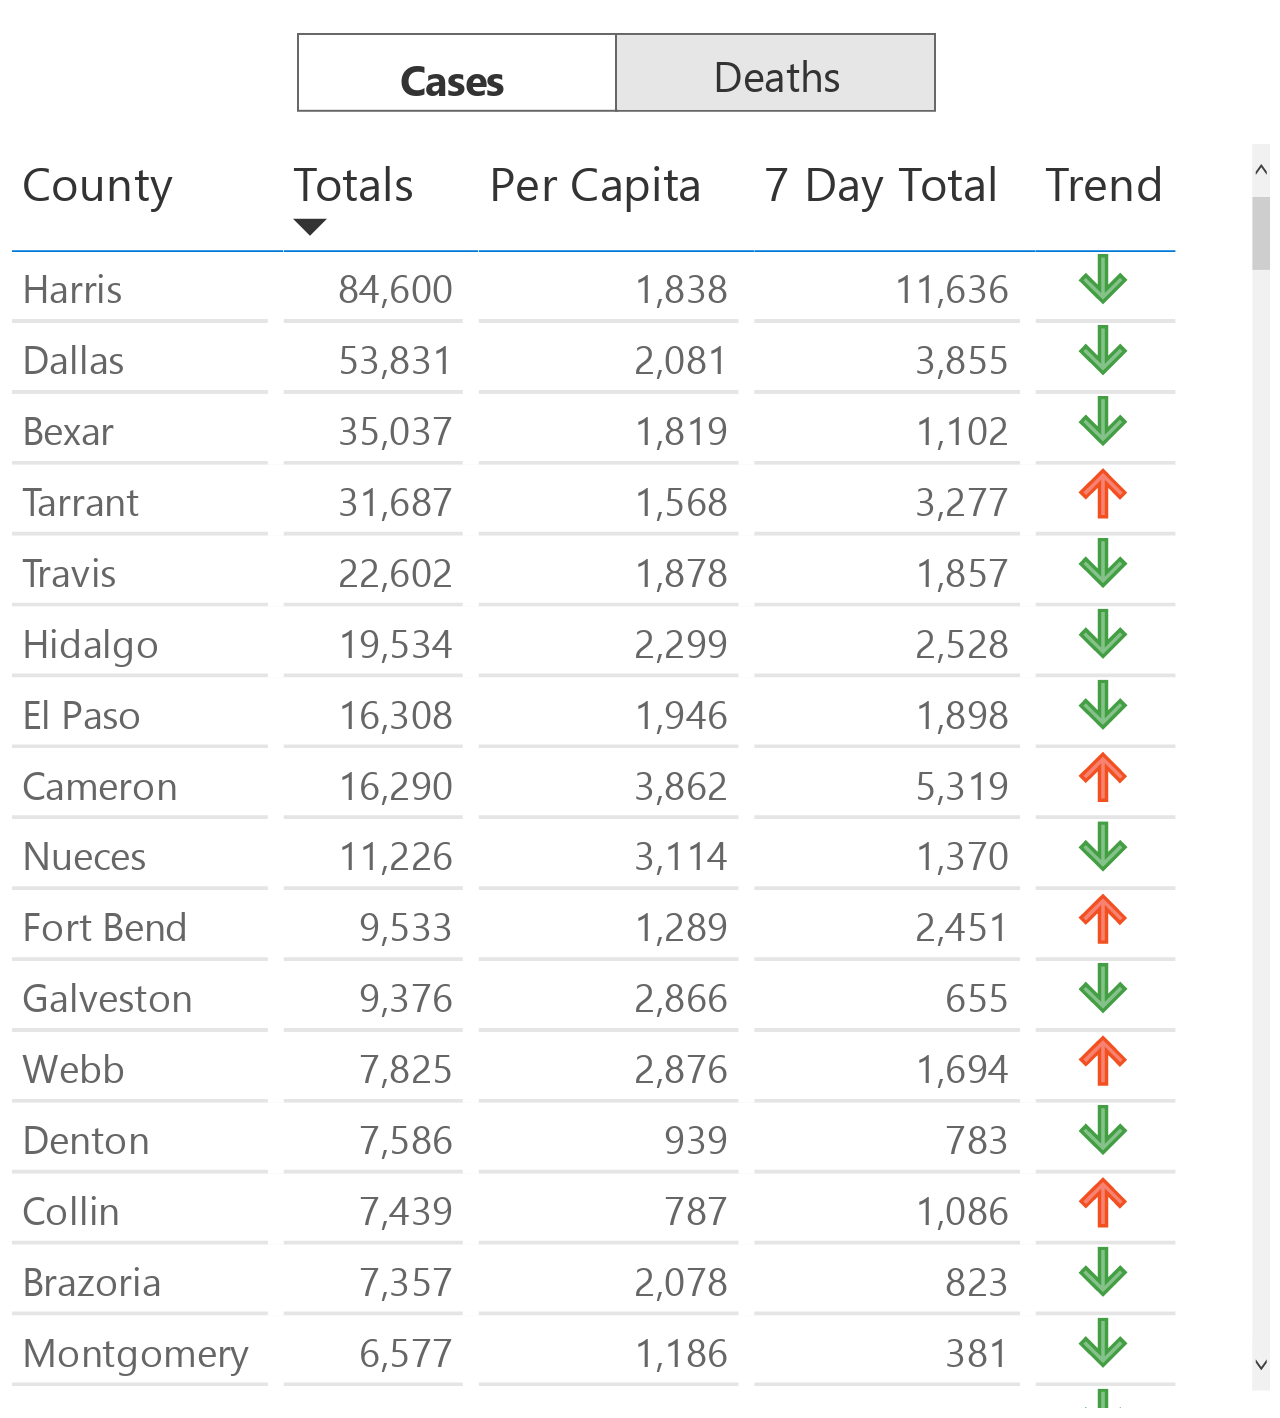 Cases Deaths
County Totals Per Capita 7 Day Total Trend
Harris 84,600 1,838 11,636
Dallas 53,831 2,081 3,855
Bexar 35,037 1,819 1,102
Tarrant 31,687 1,568 3,277
Travis 22,602 1,878 1,857
Hidalgo 19,534 2,299 2,528
El Paso 16,308 1,946 1,898
Cameron 16,290 3,862 5,319
Nueces 11,226 3,114 1,370
Fort Bend 9,533 1,289 2,451
Galveston 9,376 2,866 655
Webb 7,825 2,876 1,694
Denton 7,586 939 783
Collin 7,439 787 1,086
Brazoria 7,357 2,078 823
Montgomery 6,577 1,186 381